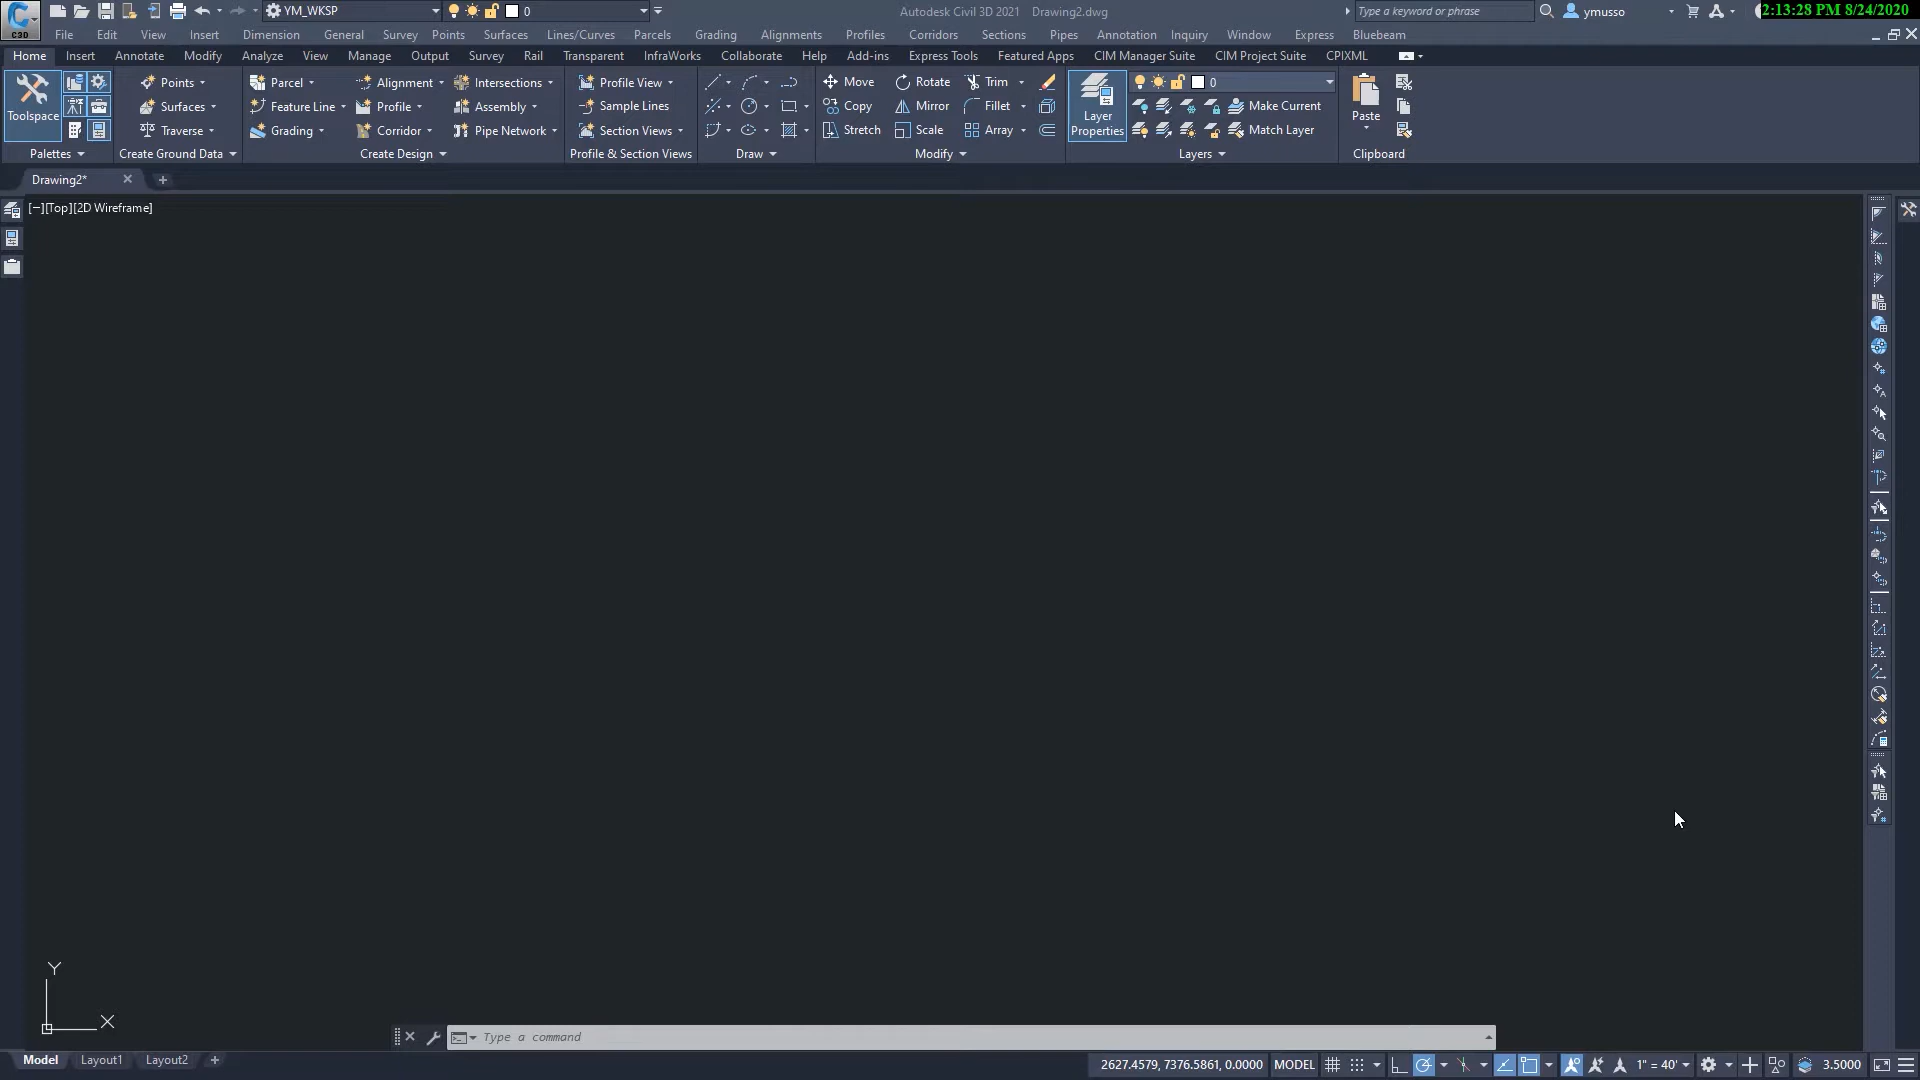 YM_WKSP 0 Autodesk Civil 3D 2021 Drawing2.dwg Type a keyword or phrase ymusso 2:13:28 PM 8/24/2020
C3D File Edit View Insert Dimension General Survey Points Surfaces Lines/Curves Parcels Grading Alignments Profiles Corridors Sections Pipes Annotation Inquiry Window Express Bluebeam
Home Insert Annotate Modify Analyze View Manage Output Survey Rail Transparent InfraWorks Collaborate Help Add-ins Express Tools Featured Apps CIM Manager Suite CIM Project Suite CPIXML
Points Parcel Alignment Intersections Profile View Move Rotate Trim 0
Toolspace Surfaces Feature Line Profile Assembly Sample Lines Copy Mirror Fillet Layer Properties Make Current Paste
Traverse Grading Corridor Pipe Network Section Views Stretch Scale Array Match Layer
Palettes Create Ground Data Create Design Profile & Section Views Draw Modify Layers Clipboard
Drawing2*
[−][Top][2D Wireframe]
Y
X
Type a command
Model Layout1 Layout2 2627.4579, 7376.5861, 0.0000 MODEL 1" = 40' 3.5000